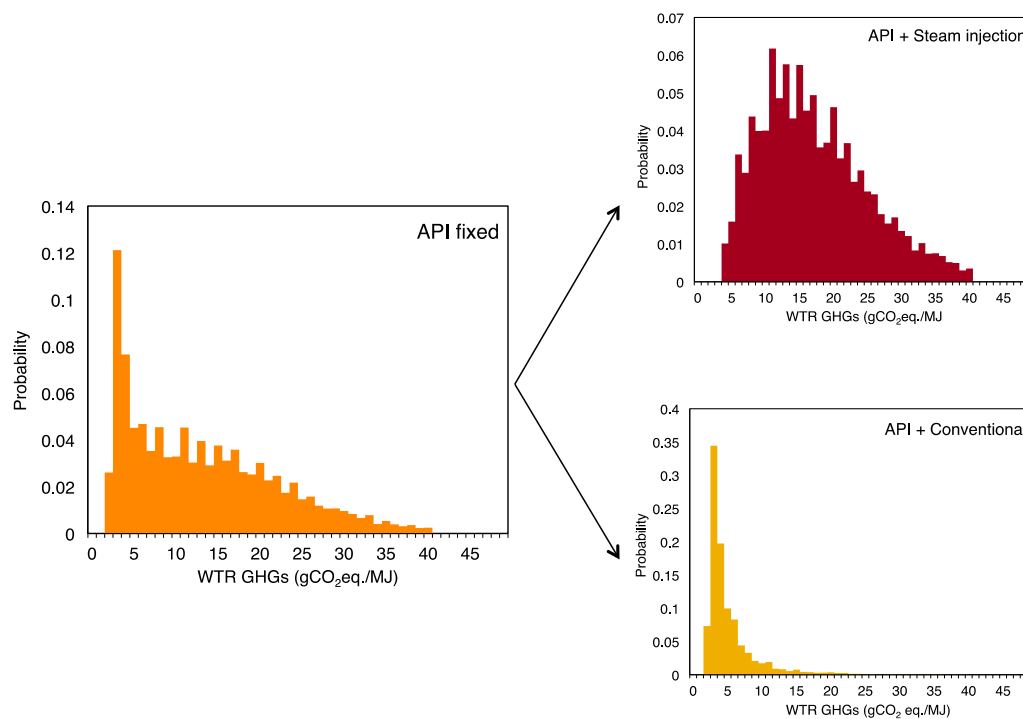 API fixed
Probability
0.14
0.12
0.1
0.08
0.06
0.04
0.02
0
0 5 10 15 20 25 30 35 40 45
WTR GHGs (gCO₂eq./MJ)
API + Steam injection
Probability
0.07
0.06
0.05
0.04
0.03
0.02
0.01
0
0 5 10 15 20 25 30 35 40 45
WTR GHGs (gCO₂eq./MJ
API + Conventiona
Probability
0.4
0.35
0.3
0.25
0.2
0.15
0.1
0.05
0
0 5 10 15 20 25 30 35 40 45
WTR GHGs (gCO₂ eq./MJ)